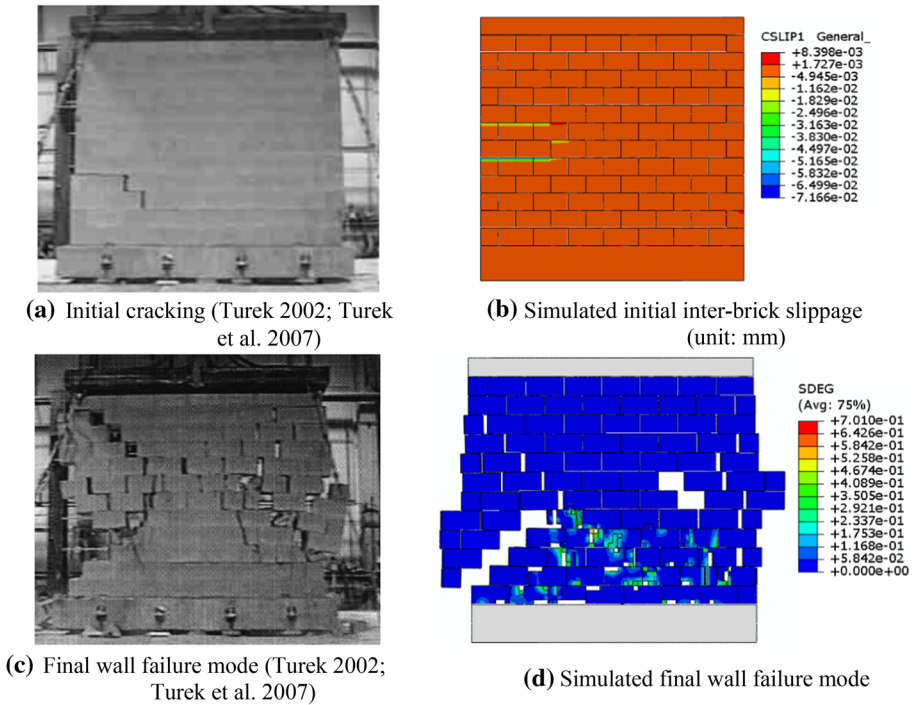 CSLIP1 General_
+8.398e-03
+1.727e-03
-4.945e-03
-1.162e-02
-1.829e-02
-2.496e-02
-3.163e-02
-3.830e-02
-4.497e-02
-5.165e-02
-5.832e-02
-6.499e-02
-7.166e-02
(a) Initial cracking (Turek 2002; Turek
et al. 2007)
(b) Simulated initial inter-brick slippage
(unit: mm)
SDEG
(Avg: 75%)
+7.010e-01
+6.426e-01
+5.842e-01
+5.258e-01
+4.674e-01
+4.089e-01
+3.505e-01
+2.921e-01
+2.337e-01
+1.753e-01
+1.168e-01
+5.842e-02
+0.000e+00
(c) Final wall failure mode (Turek 2002;
Turek et al. 2007)
(d) Simulated final wall failure mode